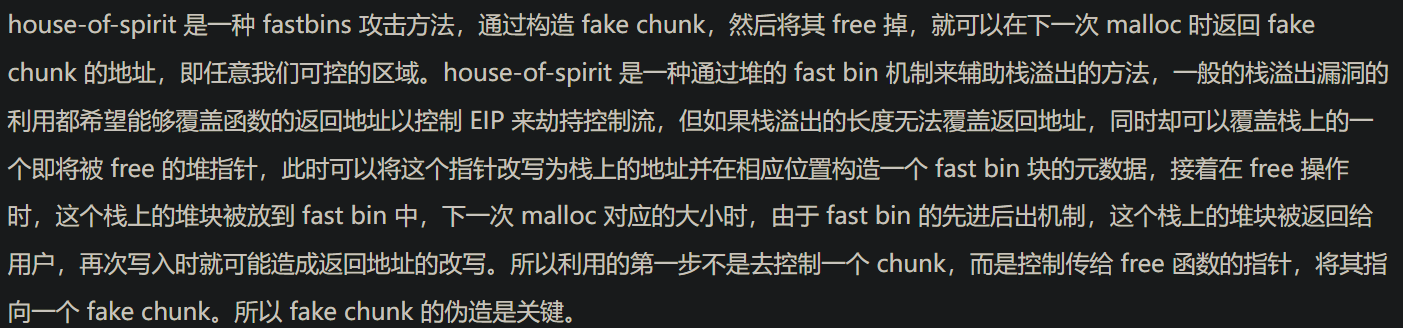 house-of-spirit 是一种 fastbins 攻击方法，通过构造 fake chunk，然后将其 free 掉，就可以在下一次 malloc 时返回 fake
chunk 的地址，即任意我们可控的区域。house-of-spirit 是一种通过堆的 fast bin 机制来辅助栈溢出的方法，一般的栈溢出漏洞的
利用都希望能够覆盖函数的返回地址以控制 EIP 来劫持控制流，但如果栈溢出的长度无法覆盖返回地址，同时却可以覆盖栈上的一
个即将被 free 的堆指针，此时可以将这个指针改写为栈上的地址并在相应位置构造一个 fast bin 块的元数据，接着在 free 操作
时，这个栈上的堆块被放到 fast bin 中，下一次 malloc 对应的大小时，由于 fast bin 的先进后出机制，这个栈上的堆块被返回给
用户，再次写入时就可能造成返回地址的改写。所以利用的第一步不是去控制一个 chunk，而是控制传给 free 函数的指针，将其指
向一个 fake chunk。所以 fake chunk 的伪造是关键。